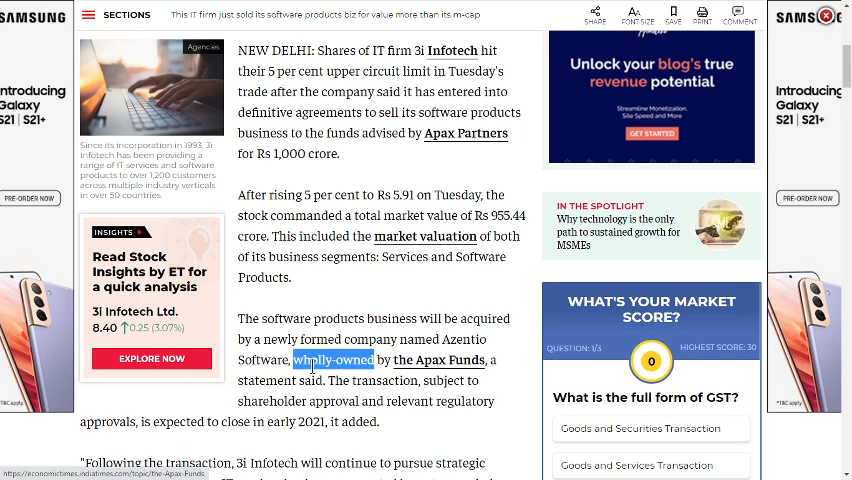 SECTIONS
This IT firm just sold its software products biz for value more than its m-cap
SHARE
FONT SIZE
SAVE
PRINT
COMMENT
SAMSUNG
Introducing
Galaxy
S21 | S21+
PRE-ORDER NOW
*T&C apply.
Agencies
Since its incorporation in 1993, 3i
Infotech has been providing a
range of IT services and software
products to over 1,200 customers
across multiple industry verticals
in over 50 countries.
INSIGHTS
Read Stock
Insights by ET for
a quick analysis
3i Infotech Ltd.
8.40 ↑0.25 (3.07%)
EXPLORE NOW
NEW DELHI: Shares of IT firm 3i Infotech hit
their 5 per cent upper circuit limit in Tuesday's
trade after the company said it has entered into
definitive agreements to sell its software products
business to the funds advised by Apax Partners
for Rs 1,000 crore.
After rising 5 per cent to Rs 5.91 on Tuesday, the
stock commanded a total market value of Rs 955.44
crore. This included the market valuation of both
of its business segments: Services and Software
Products.
The software products business will be acquired
by a newly formed company named Azentio
Software, wholly-owned by the Apax Funds, a
statement said. The transaction, subject to
shareholder approval and relevant regulatory
approvals, is expected to close in early 2021, it added.
"Following the transaction, 3i Infotech will continue to pursue strategic
https://economictimes.indiatimes.com/topic/the-Apax-Funds
Unlock your blog's true
revenue potential
Streamline Monetization,
Site Speed and More
GET STARTED
IN THE SPOTLIGHT
Why technology is the only
path to sustained growth for
MSMEs
WHAT'S YOUR MARKET
SCORE?
QUESTION: 1/3
0
HIGHEST SCORE: 30
What is the full form of GST?
Goods and Securities Transaction
Goods and Services Transaction
SAMS
Introducing
Galaxy
S21 | S21+
PRE-ORDER NOW
*T&C apply.